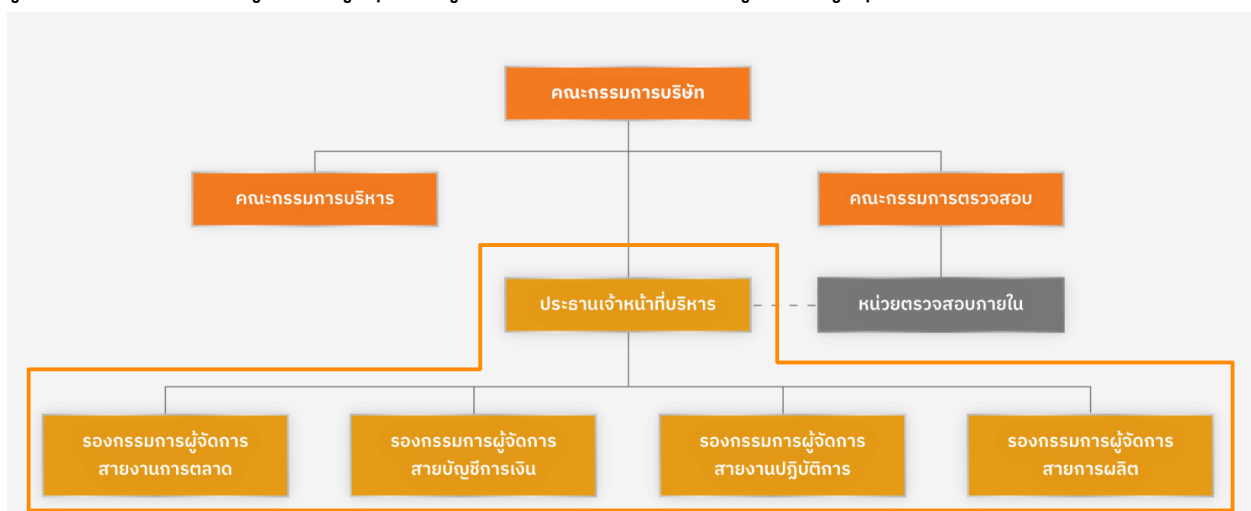 คณะกรรมการบริษัท
คณะกรรมการบริหาร
คณะกรรมการตรวจสอบ
ประธานเจ้าหน้าที่บริหาร
หน่วยตรวจสอบภายใน
รองกรรมการผู้จัดการ
สายงานการตลาด
รองกรรมการผู้จัดการ
สายบัญชีการเงิน
รองกรรมการผู้จัดการ
สายงานปฏิบัติการ
รองกรรมการผู้จัดการ
สายการผลิต